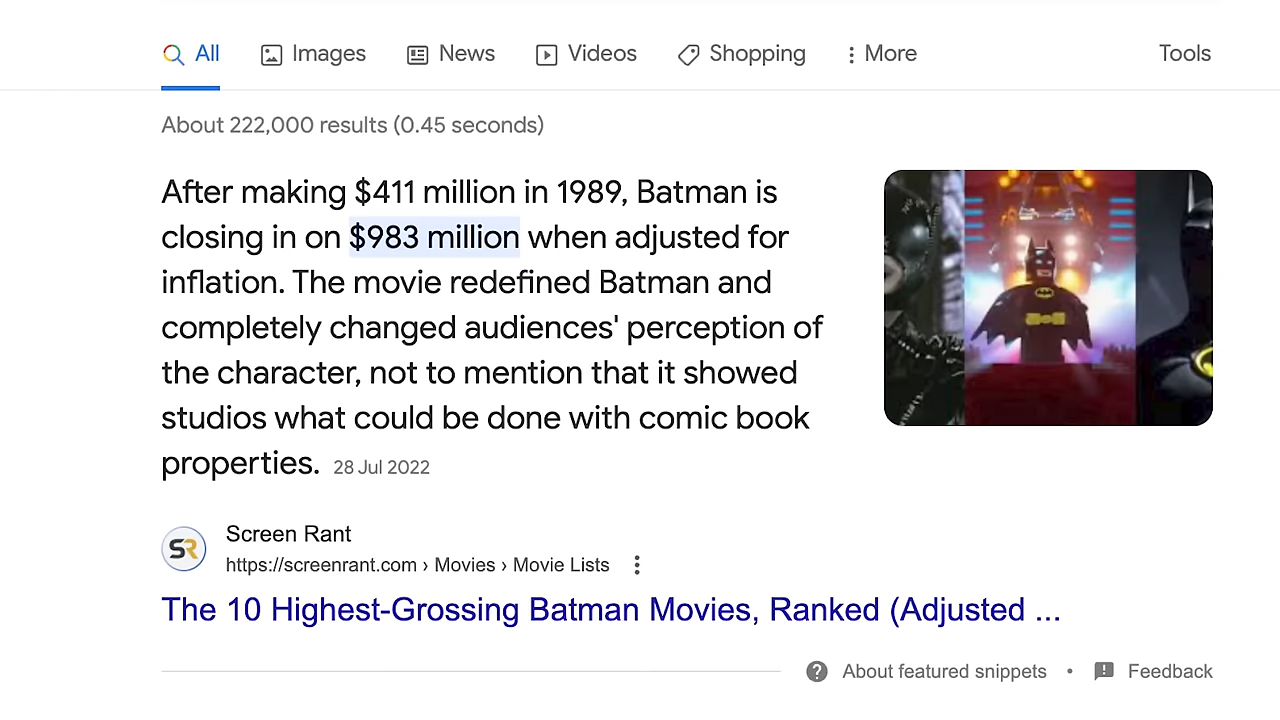 All Images News Videos Shopping More Tools
About 222,000 results (0.45 seconds)
After making $411 million in 1989, Batman is
closing in on $983 million when adjusted for
inflation. The movie redefined Batman and
completely changed audiences' perception of
the character, not to mention that it showed
studios what could be done with comic book
properties. 28 Jul 2022
SR
Screen Rant
https://screenrant.com › Movies › Movie Lists
The 10 Highest-Grossing Batman Movies, Ranked (Adjusted ...
About featured snippets • Feedback